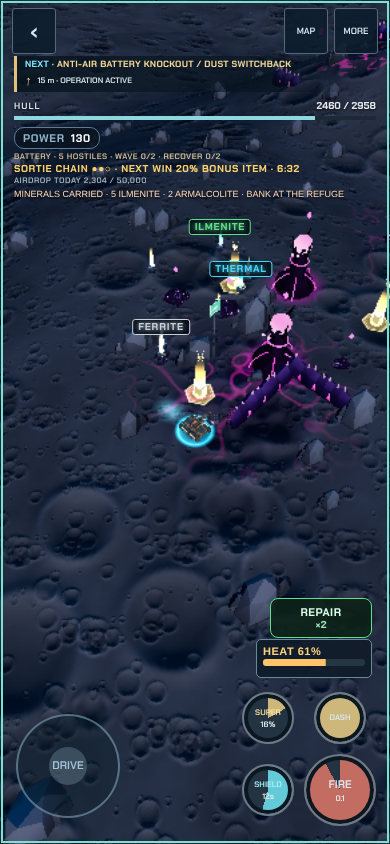 MAP
MORE
NEXT · ANTI-AIR BATTERY KNOCKOUT / DUST SWITCHBACK
↑ 15 m · OPERATION ACTIVE
HULL
2460 / 2958
POWER 130
BATTERY · 5 HOSTILES · WAVE 0/2 · RECOVER 0/2
SORTIE CHAIN ●●○ · NEXT WIN 20% BONUS ITEM · 6:32
AIRDROP TODAY 2,304 / 50,000
MINERALS CARRIED · 5 ILMENITE · 2 ARMALCOLITE · BANK AT THE REFUGE
ILMENITE
THERMAL
FERRITE
REPAIR
×2
HEAT 61%
SUPER
16%
DASH
DRIVE
SHIELD
12s
FIRE
0.1